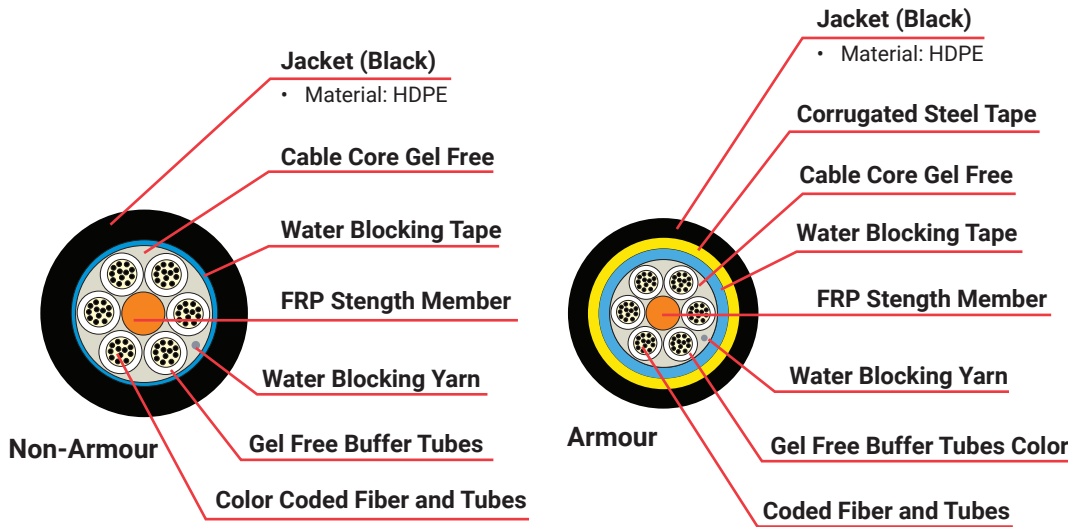 Jacket (Black)
• Material: HDPE
Cable Core Gel Free
Water Blocking Tape
FRP Stength Member
Water Blocking Yarn
Gel Free Buffer Tubes
Color Coded Fiber and Tubes
Non-Armour
Jacket (Black)
• Material: HDPE
Corrugated Steel Tape
Cable Core Gel Free
Water Blocking Tape
FRP Stength Member
Water Blocking Yarn
Gel Free Buffer Tubes Color
Coded Fiber and Tubes
Armour